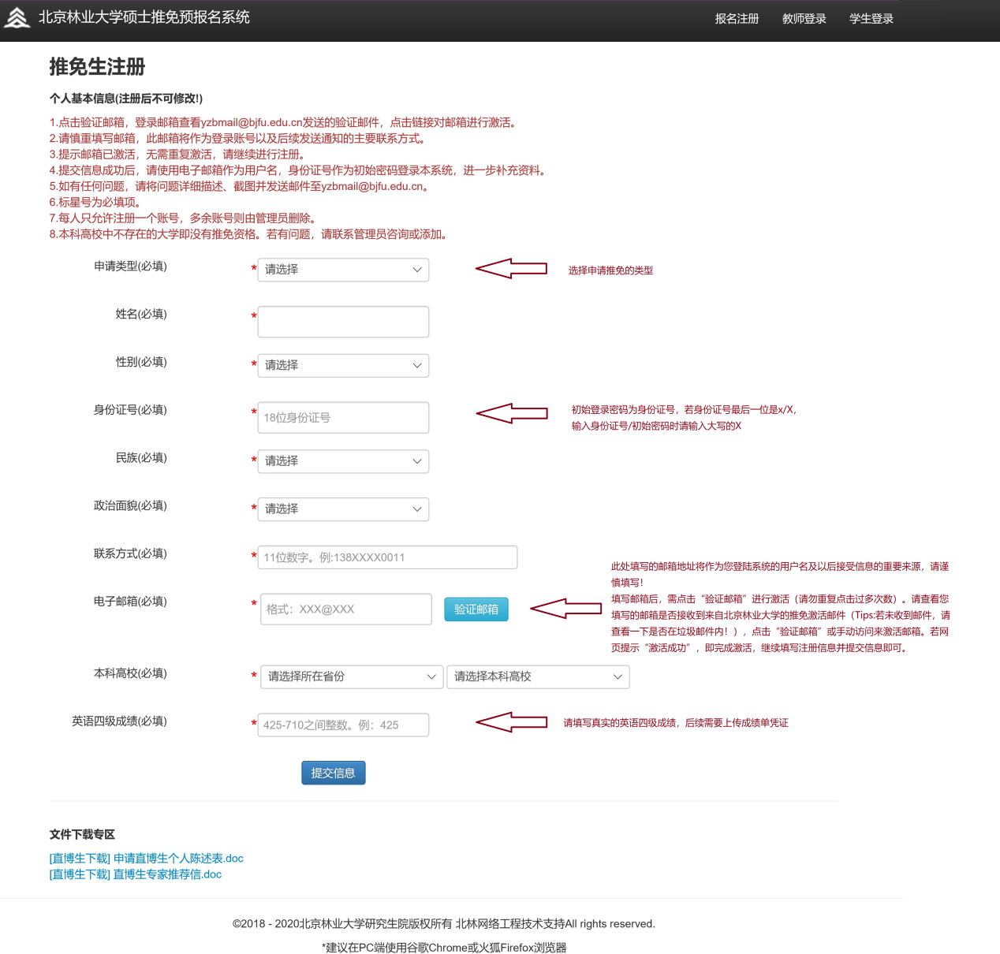 北京林业大学硕士推免预报名系统
报名注册 教师登录 学生登录
推免生注册
个人基本信息(注册后不可修改!)
1.点击验证邮箱，登录邮箱查看yzbmail@bjfu.edu.cn发送的验证邮件，点击链接对邮箱进行激活。
2.请慎重填写邮箱，此邮箱将作为登录账号以及后续发送通知的主要联系方式。
3.提示邮箱已激活，无需重复激活，请继续进行注册。
4.提交信息成功后，请使用电子邮箱作为用户名，身份证号作为初始密码登录本系统，进一步补充资料。
5.如有任何问题，请将问题详细描述、截图并发送邮件至yzbmail@bjfu.edu.cn。
6.标星号为必填项。
7.每人只允许注册一个账号，多余账号则由管理员删除。
8.本科高校中不存在的大学即没有推免资格。若有问题，请联系管理员咨询或添加。
申请类型(必填) * 请选择 选择申请推免的类型
姓名(必填) *
性别(必填) * 请选择
身份证号(必填) * 18位身份证号
初始登录密码为身份证号，若身份证号最后一位是x/X，
输入身份证号/初始密码时请输入大写的X
民族(必填) * 请选择
政治面貌(必填) * 请选择
联系方式(必填) * 11位数字。例:138XXXX0011
电子邮箱(必填) * 格式：XXX@XXX 验证邮箱
此处填写的邮箱地址将作为您登陆系统的用户名及以后接受信息的重要来源，请谨
慎填写！
填写邮箱后，需点击“验证邮箱”进行激活（请勿重复点击过多次数）。请查看您
填写的邮箱是否接收到来自北京林业大学的推免激活邮件（Tips:若未收到邮件，请
查看一下是否在垃圾邮件内！），点击“验证邮箱”或手动访问来激活邮箱。若网
页提示“激活成功”，即完成激活，继续填写注册信息并提交信息即可。
本科高校(必填) * 请选择所在省份 请选择本科高校
英语四级成绩(必填) * 425-710之间整数。例：425 请填写真实的英语四级成绩，后续需要上传成绩单凭证
提交信息
文件下载专区
[直博生下载] 申请直博生个人陈述表.doc
[直博生下载] 直博生专家推荐信.doc
©2018 - 2020北京林业大学研究生院版权所有 北林网络工程技术支持All rights reserved.
*建议在PC端使用谷歌Chrome或火狐Firefox浏览器